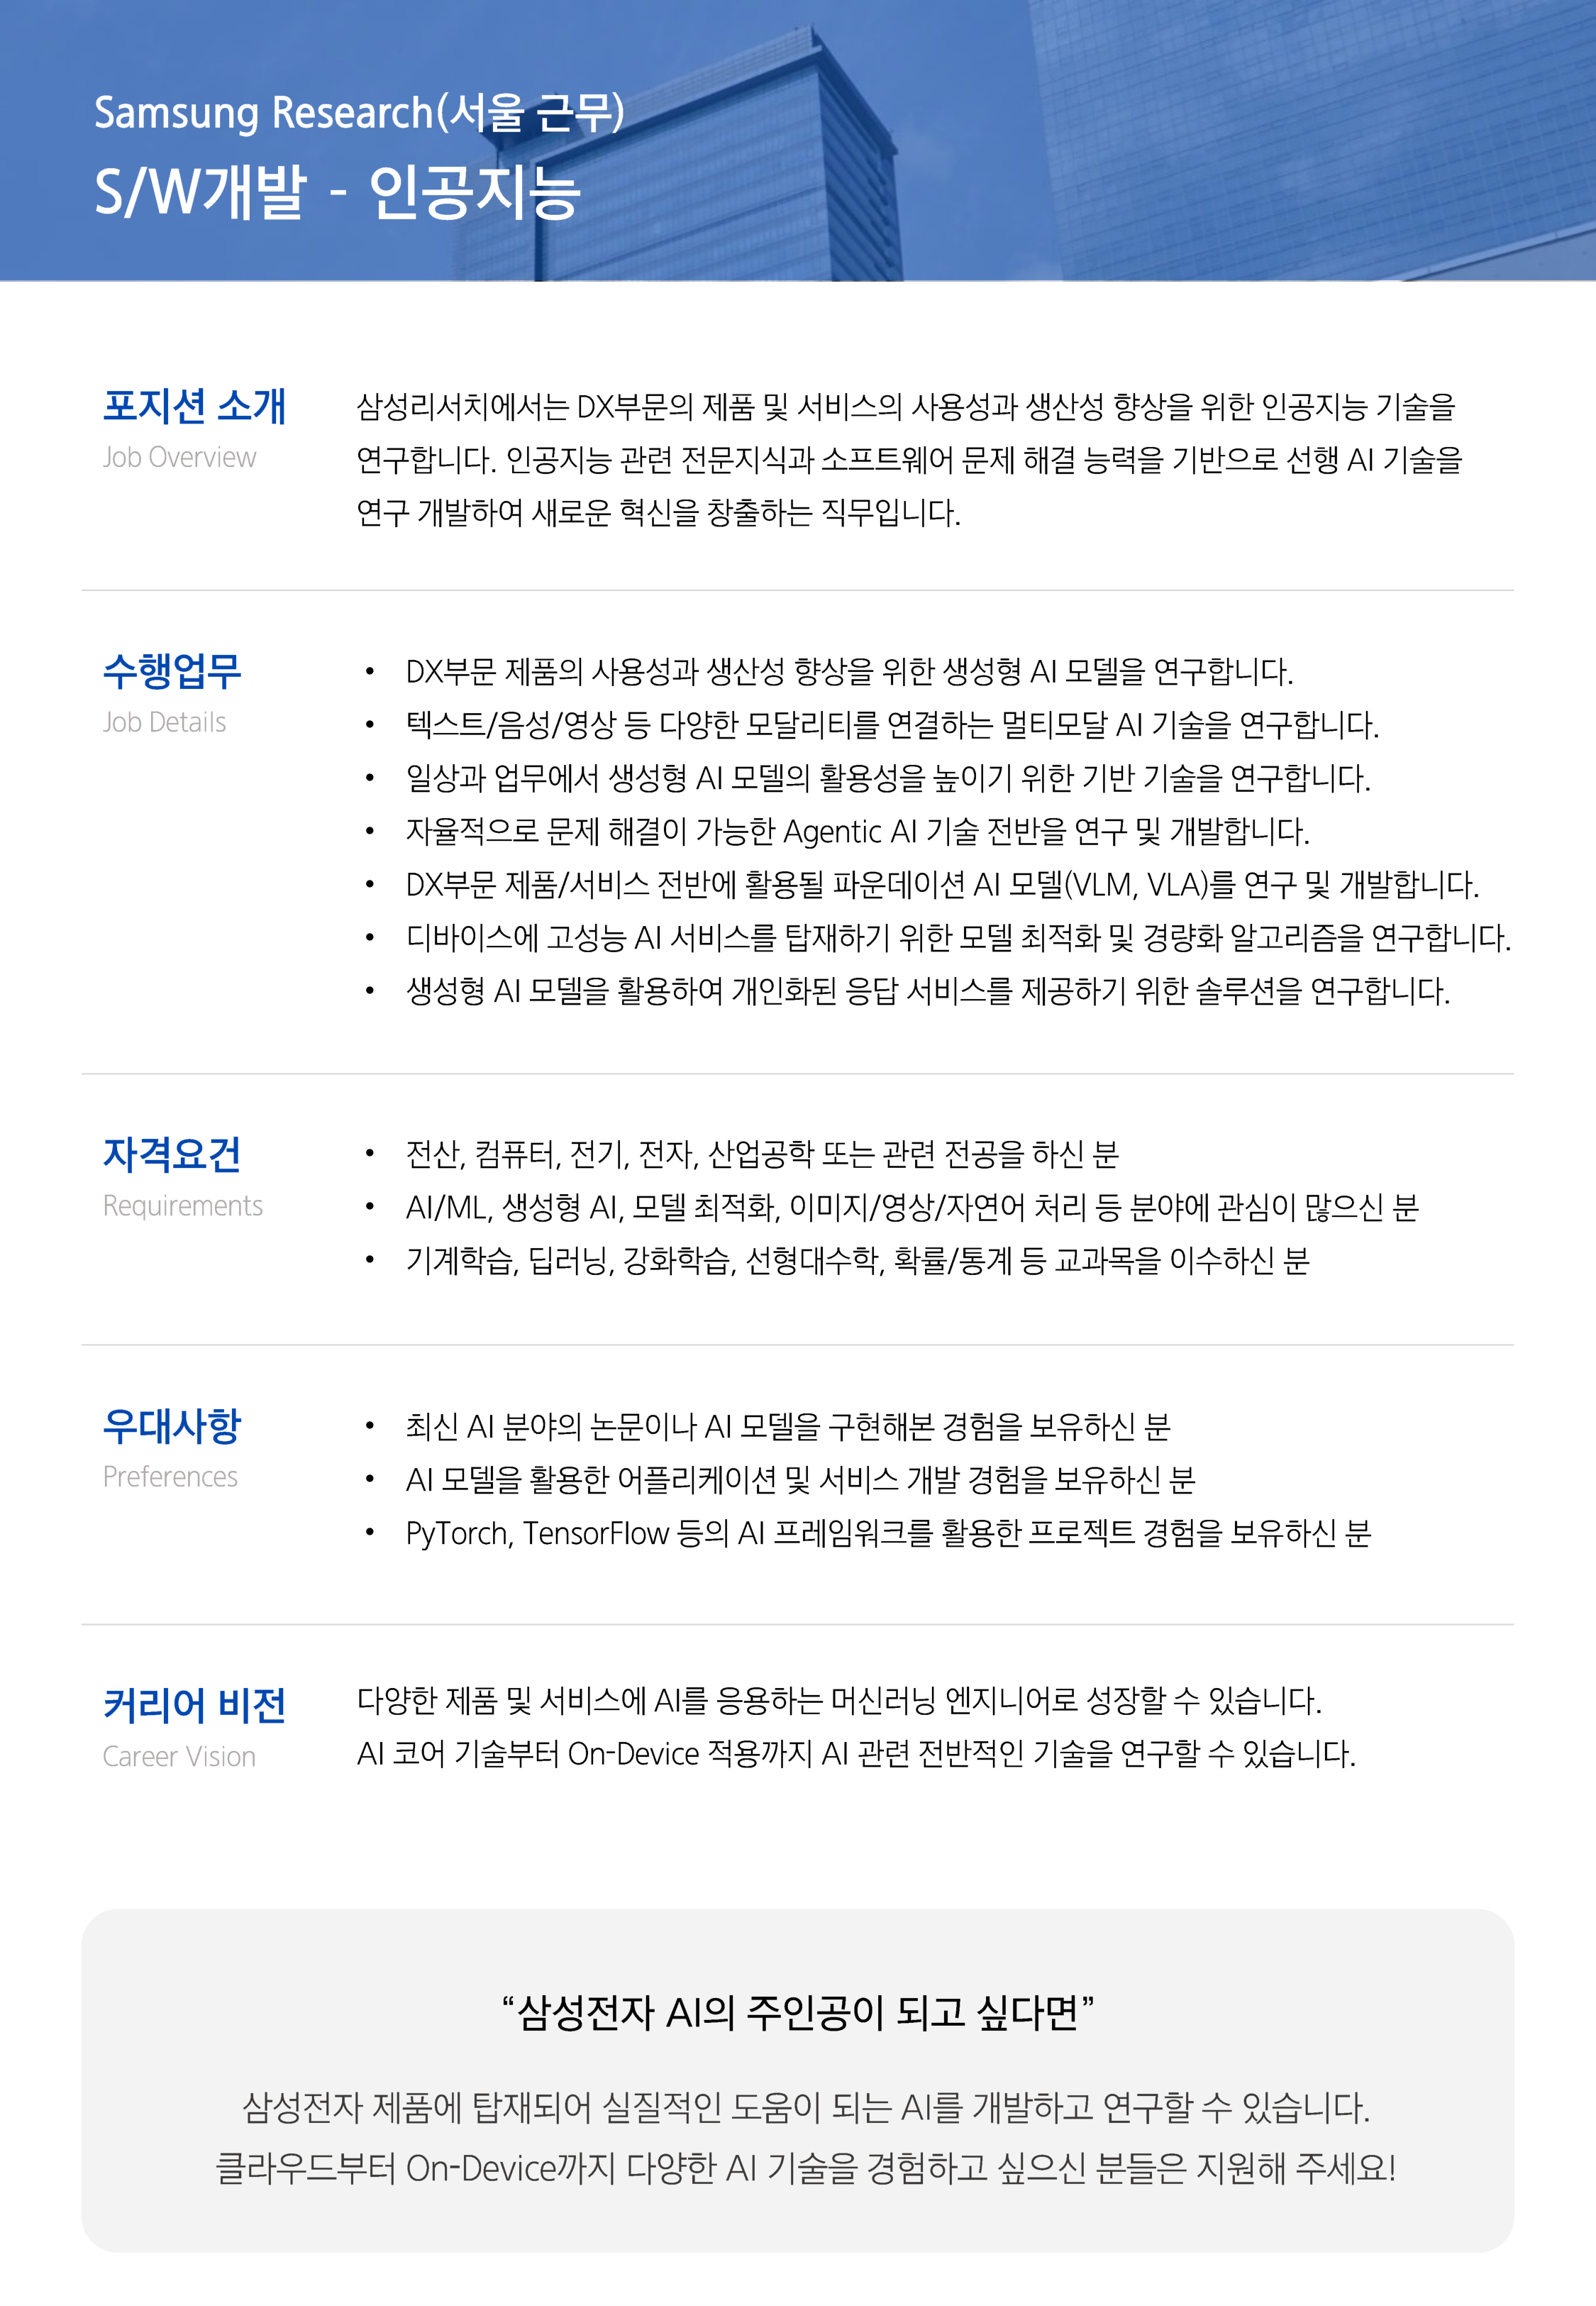 Samsung Research(서울 근무)
S/W개발 - 인공지능
포지션 소개
Job Overview
삼성리서치에서는 DX부문의 제품 및 서비스의 사용성과 생산성 향상을 위한 인공지능 기술을
연구합니다. 인공지능 관련 전문지식과 소프트웨어 문제 해결 능력을 기반으로 선행 AI 기술을
연구 개발하여 새로운 혁신을 창출하는 직무입니다.
수행업무
Job Details
• DX부문 제품의 사용성과 생산성 향상을 위한 생성형 AI 모델을 연구합니다.
• 텍스트/음성/영상 등 다양한 모달리티를 연결하는 멀티모달 AI 기술을 연구합니다.
• 일상과 업무에서 생성형 AI 모델의 활용성을 높이기 위한 기반 기술을 연구합니다.
• 자율적으로 문제 해결이 가능한 Agentic AI 기술 전반을 연구 및 개발합니다.
• DX부문 제품/서비스 전반에 활용될 파운데이션 AI 모델(VLM, VLA)를 연구 및 개발합니다.
• 디바이스에 고성능 AI 서비스를 탑재하기 위한 모델 최적화 및 경량화 알고리즘을 연구합니다.
• 생성형 AI 모델을 활용하여 개인화된 응답 서비스를 제공하기 위한 솔루션을 연구합니다.
자격요건
Requirements
• 전산, 컴퓨터, 전기, 전자, 산업공학 또는 관련 전공을 하신 분
• AI/ML, 생성형 AI, 모델 최적화, 이미지/영상/자연어 처리 등 분야에 관심이 많으신 분
• 기계학습, 딥러닝, 강화학습, 선형대수학, 확률/통계 등 교과목을 이수하신 분
우대사항
Preferences
• 최신 AI 분야의 논문이나 AI 모델을 구현해본 경험을 보유하신 분
• AI 모델을 활용한 어플리케이션 및 서비스 개발 경험을 보유하신 분
• PyTorch, TensorFlow 등의 AI 프레임워크를 활용한 프로젝트 경험을 보유하신 분
커리어 비전
Career Vision
다양한 제품 및 서비스에 AI를 응용하는 머신러닝 엔지니어로 성장할 수 있습니다.
AI 코어 기술부터 On-Device 적용까지 AI 관련 전반적인 기술을 연구할 수 있습니다.
“삼성전자 AI의 주인공이 되고 싶다면”
삼성전자 제품에 탑재되어 실질적인 도움이 되는 AI를 개발하고 연구할 수 있습니다.
클라우드부터 On-Device까지 다양한 AI 기술을 경험하고 싶으신 분들은 지원해 주세요!